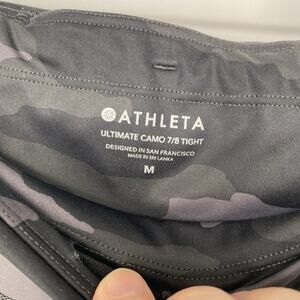 ATHLETA
ULTIMATE CAMO 7/8 TIGHT
DESIGNED IN SAN FRANCISCO
MADE IN SRI LANKA
M